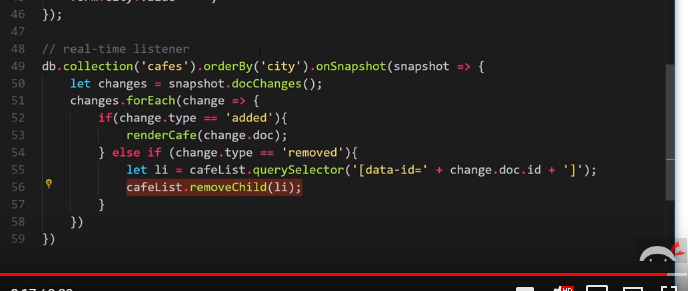 46 });
47
48 // real-time listener
49 db.collection('cafes').orderBy('city').onSnapshot(snapshot => {
50 let changes = snapshot.docChanges();
51 changes.forEach(change => {
52 if(change.type == 'added'){
53 renderCafe(change.doc);
54 } else if (change.type == 'removed'){
55 let li = cafeList.querySelector('[data-id=' + change.doc.id + ']');
56 cafeList.removeChild(li);
57 }
58 })
59 })
HD